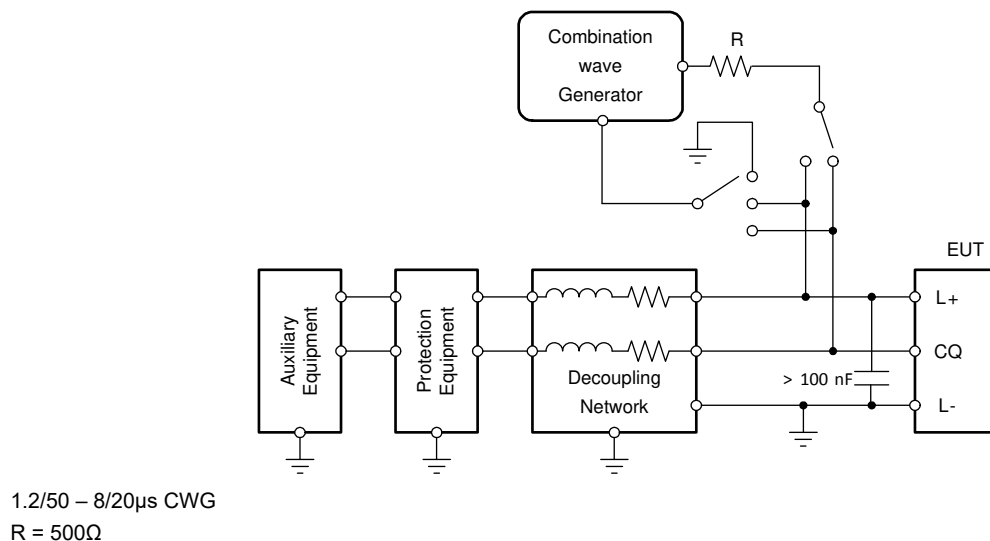 Combination
wave
Generator
R
EUT
L+
CQ
L-
> 100 nF
Auxiliary
Equipment
Protection
Equipment
Decoupling
Network
1.2/50 – 8/20μs CWG
R = 500Ω